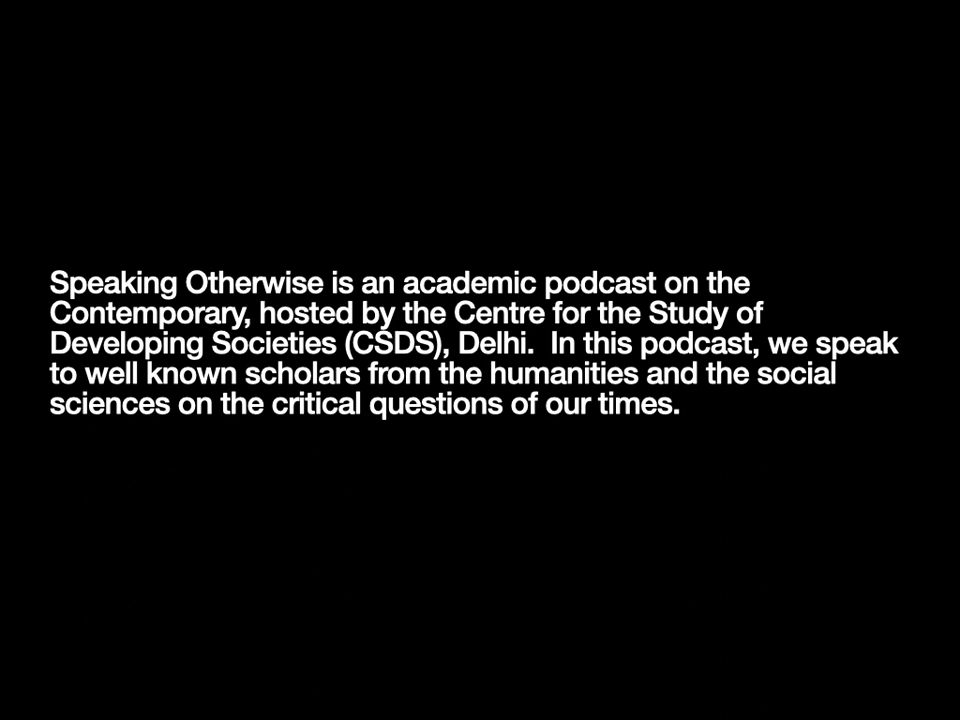 Speaking Otherwise is an academic podcast on the
Contemporary, hosted by the Centre for the Study of
Developing Societies (CSDS), Delhi.  In this podcast, we speak
to well known scholars from the humanities and the social
sciences on the critical questions of our times.